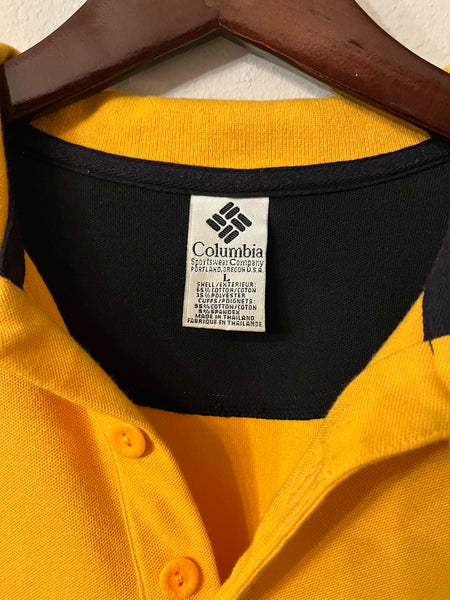 Columbia
Sportswear Company
PORTLAND, OREGON U.S.A.
L
SHELL/EXTERIEUR:
65% COTTON/COTON
35% POLYESTER
CUFFS/POIGNETS:
95% COTTON/COTON
5% SPANDEX
MADE IN THAILAND
FABRIQUE EN THAILANDE